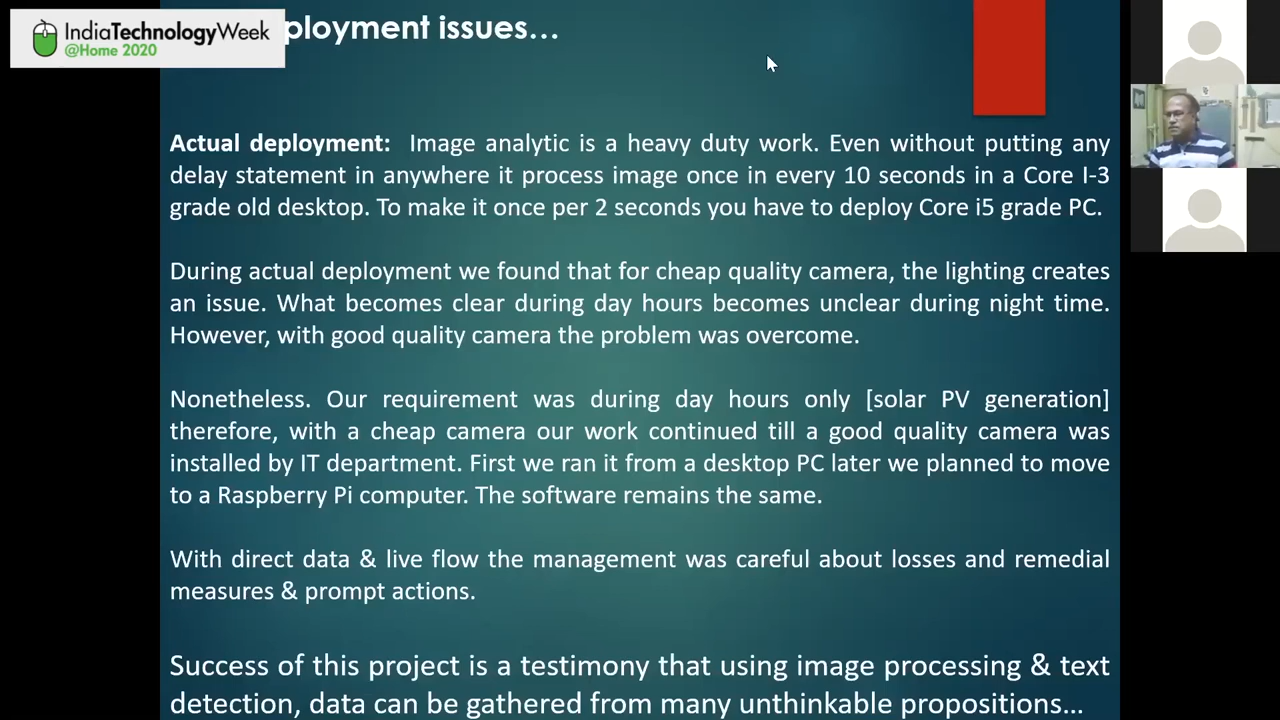 IndiaTechnologyWeek
@Home 2020
ployment issues...
Actual deployment: Image analytic is a heavy duty work. Even without putting any
delay statement in anywhere it process image once in every 10 seconds in a Core I-3
grade old desktop. To make it once per 2 seconds you have to deploy Core i5 grade PC.
During actual deployment we found that for cheap quality camera, the lighting creates
an issue. What becomes clear during day hours becomes unclear during night time.
However, with good quality camera the problem was overcome.
Nonetheless. Our requirement was during day hours only [solar PV generation]
therefore, with a cheap camera our work continued till a good quality camera was
installed by IT department. First we ran it from a desktop PC later we planned to move
to a Raspberry Pi computer. The software remains the same.
With direct data & live flow the management was careful about losses and remedial
measures & prompt actions.
Success of this project is a testimony that using image processing & text
detection, data can be gathered from many unthinkable propositions...